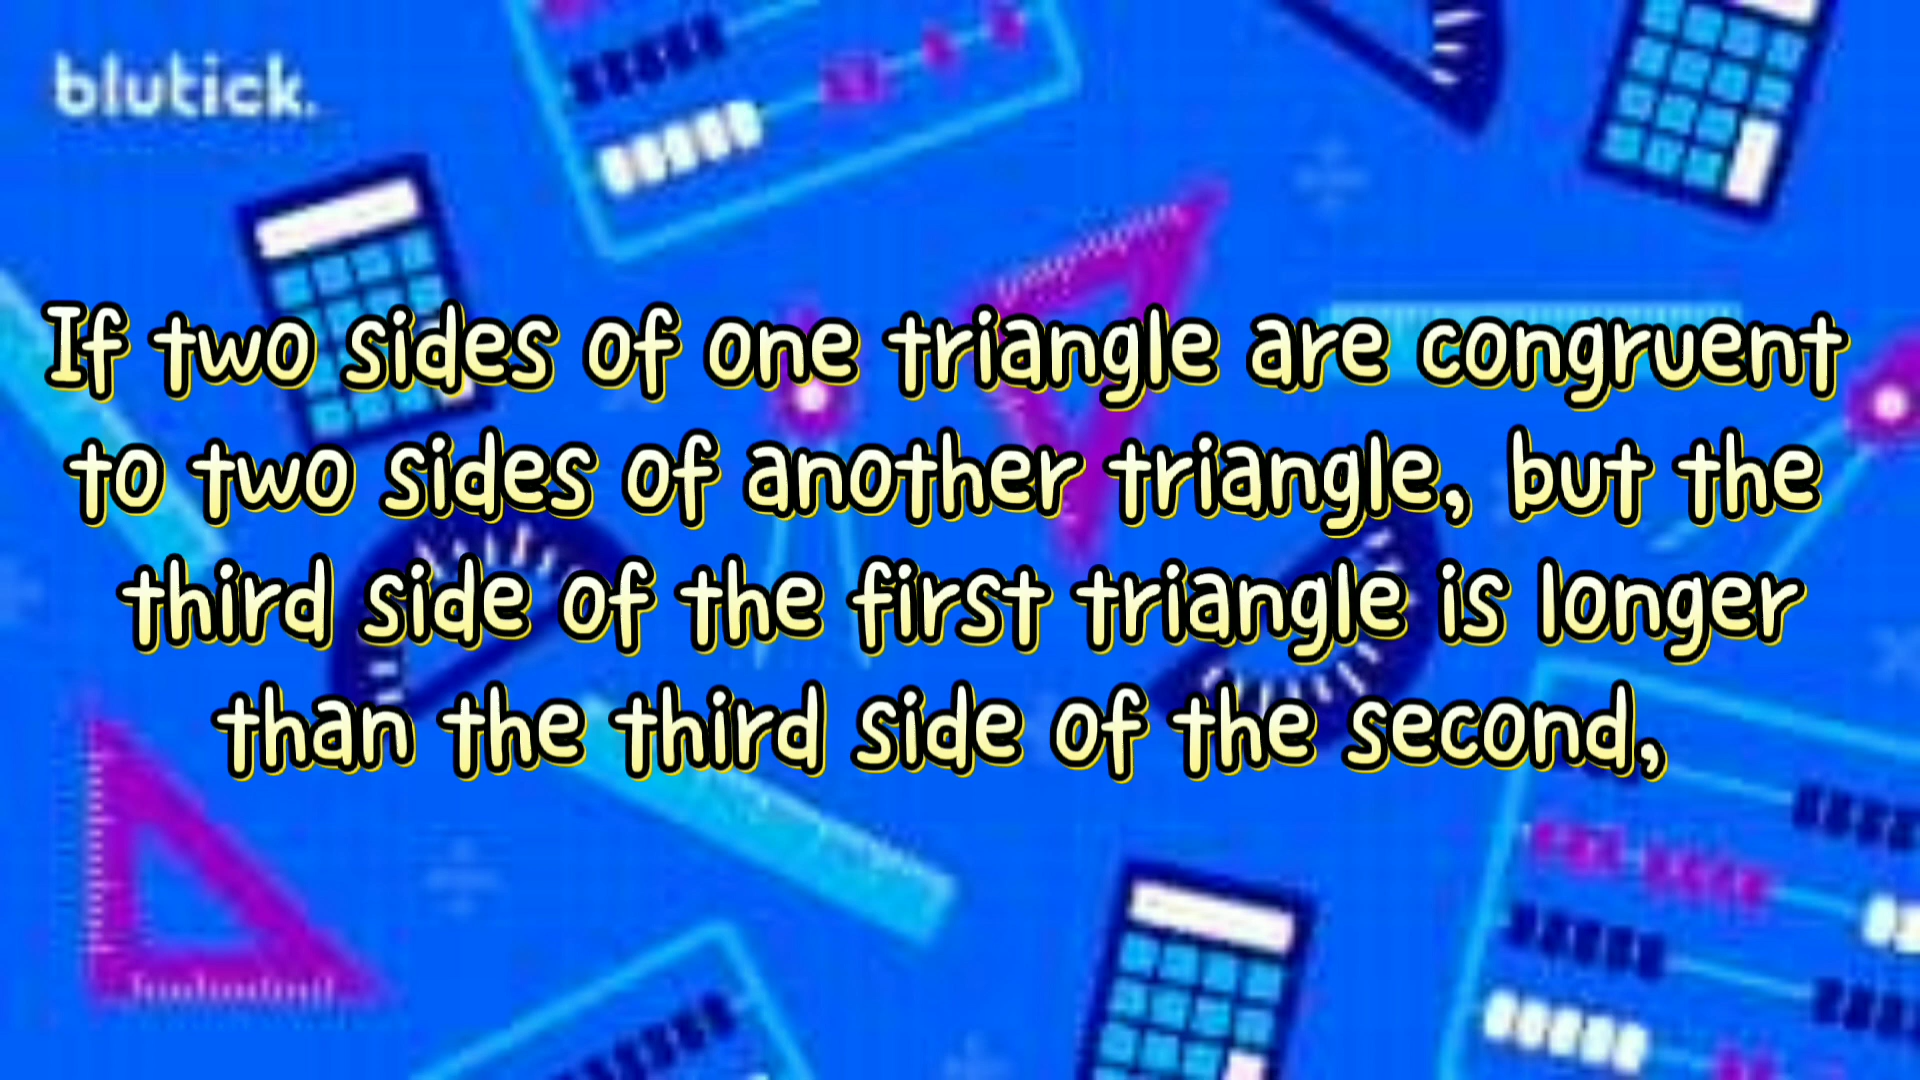 blutick.
If two sides of one triangle are congruent
to two sides of another triangle, but the
third side of the first triangle is longer
than the third side of the second,